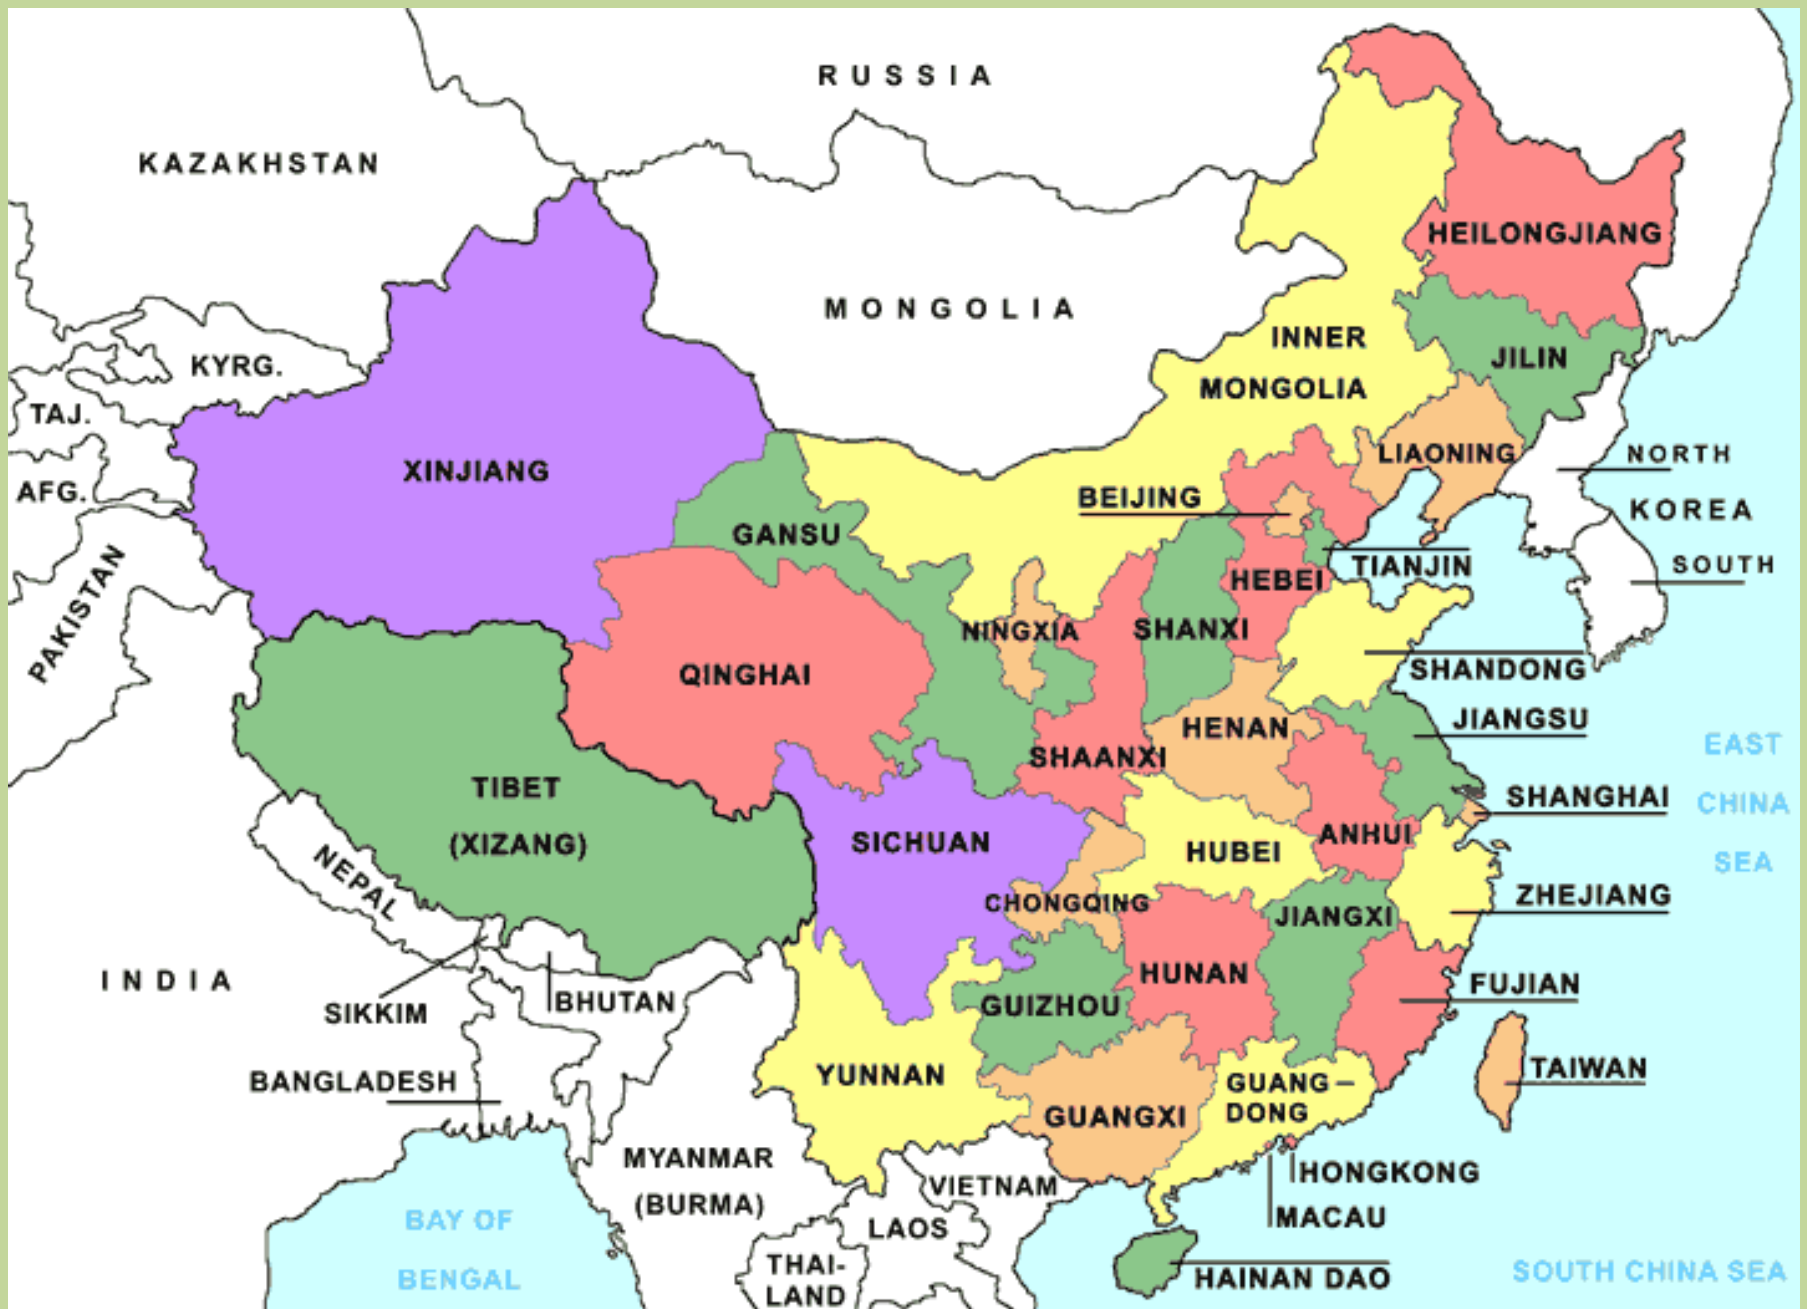 RUSSIA
KAZAKHSTAN
HEILONGJIANG
MONGOLIA
INNER
MONGOLIA
JILIN
KYRG.
TAJ.
AFG.
XINJIANG
LIAONING
NORTH
KOREA
SOUTH
BEIJING
GANSU
TIANJIN
HEBEI
PAKISTAN
NINGXIA
SHANXI
SHANDONG
QINGHAI
JIANGSU
HENAN
SHAANXI
EAST
CHINA
SEA
TIBET
(XIZANG)
SHANGHAI
SICHUAN
HUBEI
ANHUI
NEPAL
CHONGQING
JIANGXI
ZHEJIANG
INDIA
SIKKIM
BHUTAN
HUNAN
GUIZHOU
FUJIAN
BANGLADESH
YUNNAN
GUANGXI
GUANG–
DONG
TAIWAN
MYANMAR
(BURMA)
VIETNAM
LAOS
HONGKONG
MACAU
BAY OF
BENGAL
THAI-
LAND
HAINAN DAO
SOUTH CHINA SEA